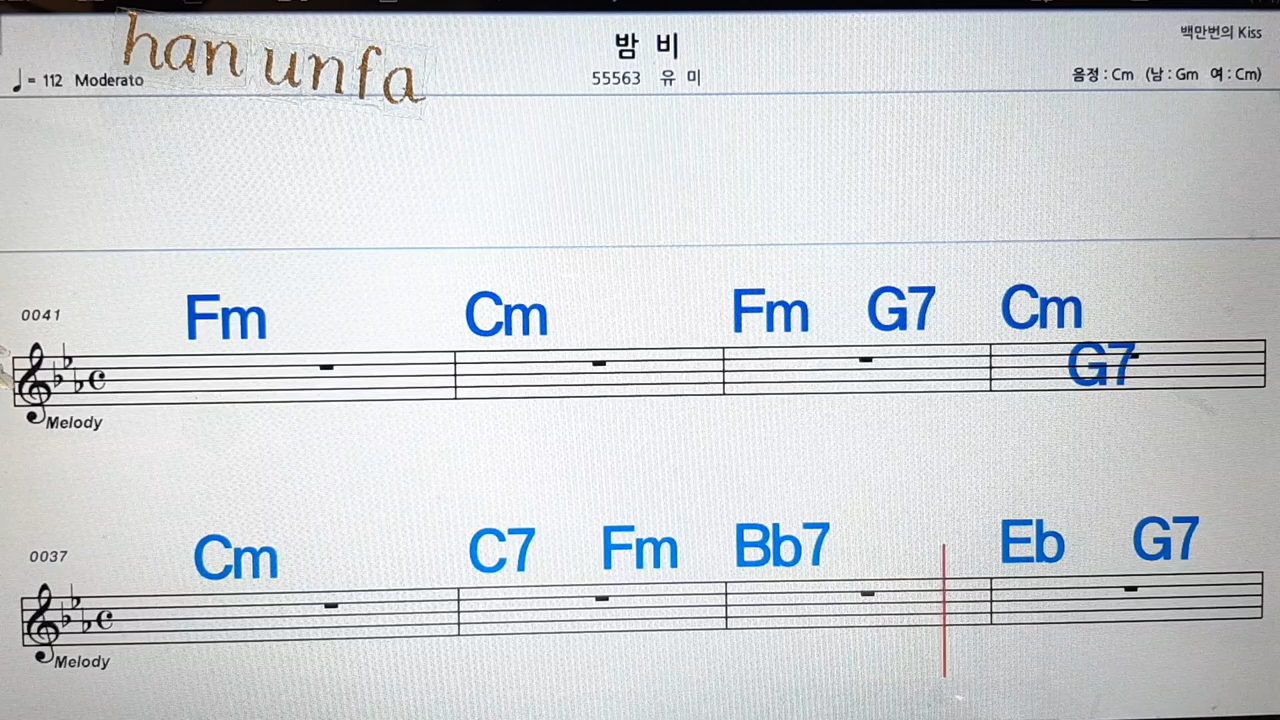 han unfa
밤 비
백만번의 Kiss
♩= 112 Moderato
55563 유 미
음정 : Cm (남 : Gm 여 : Cm)
Fm Cm Fm G7 Cm
0041
G7
Melody
Cm C7 Fm Bb7 Eb G7
0037
Melody